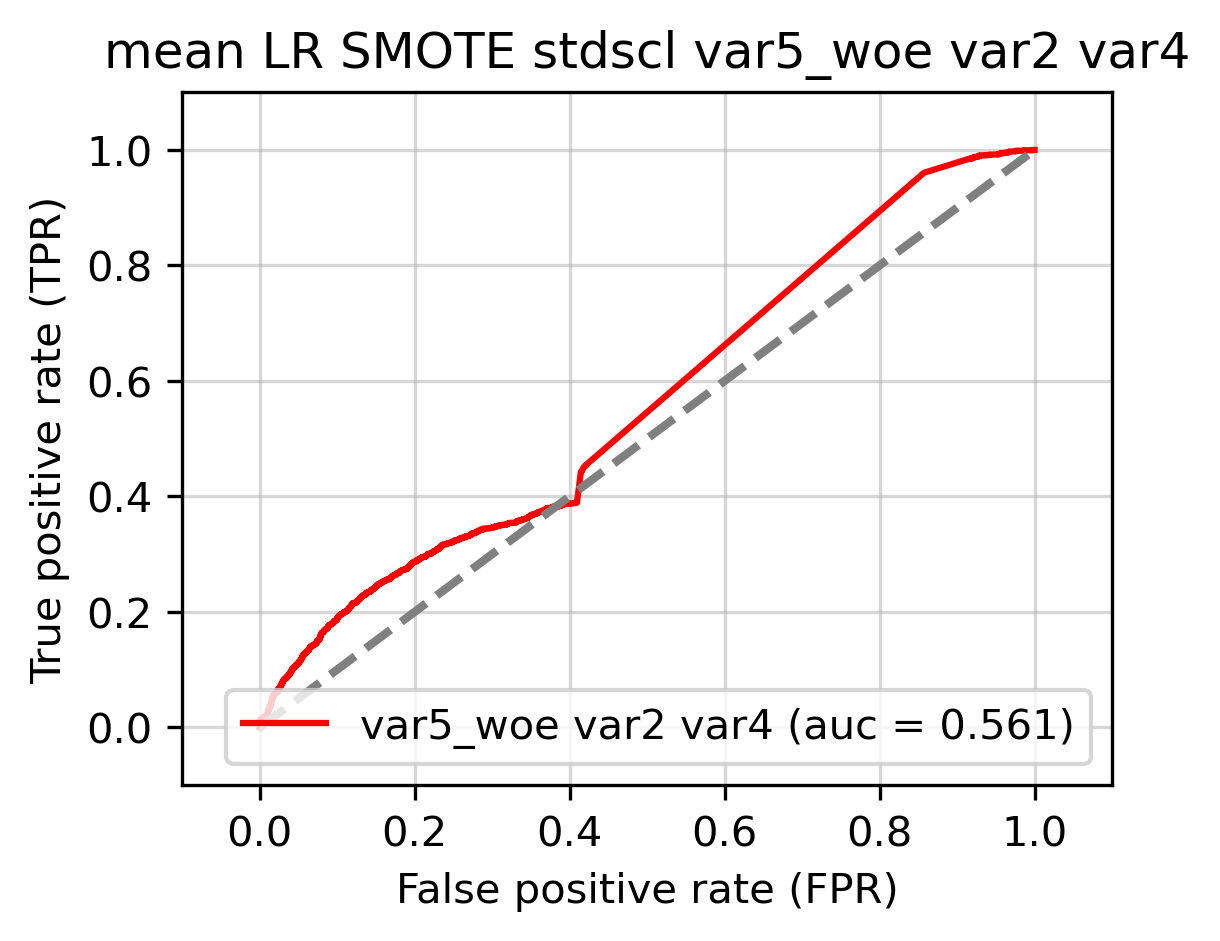 mean LR SMOTE stdscl var5_woe var2 var4
True positive rate (TPR)
1.0
0.8
0.6
0.4
0.2
0.0
var5_woe var2 var4 (auc = 0.561)
0.0 0.2 0.4 0.6 0.8 1.0
False positive rate (FPR)